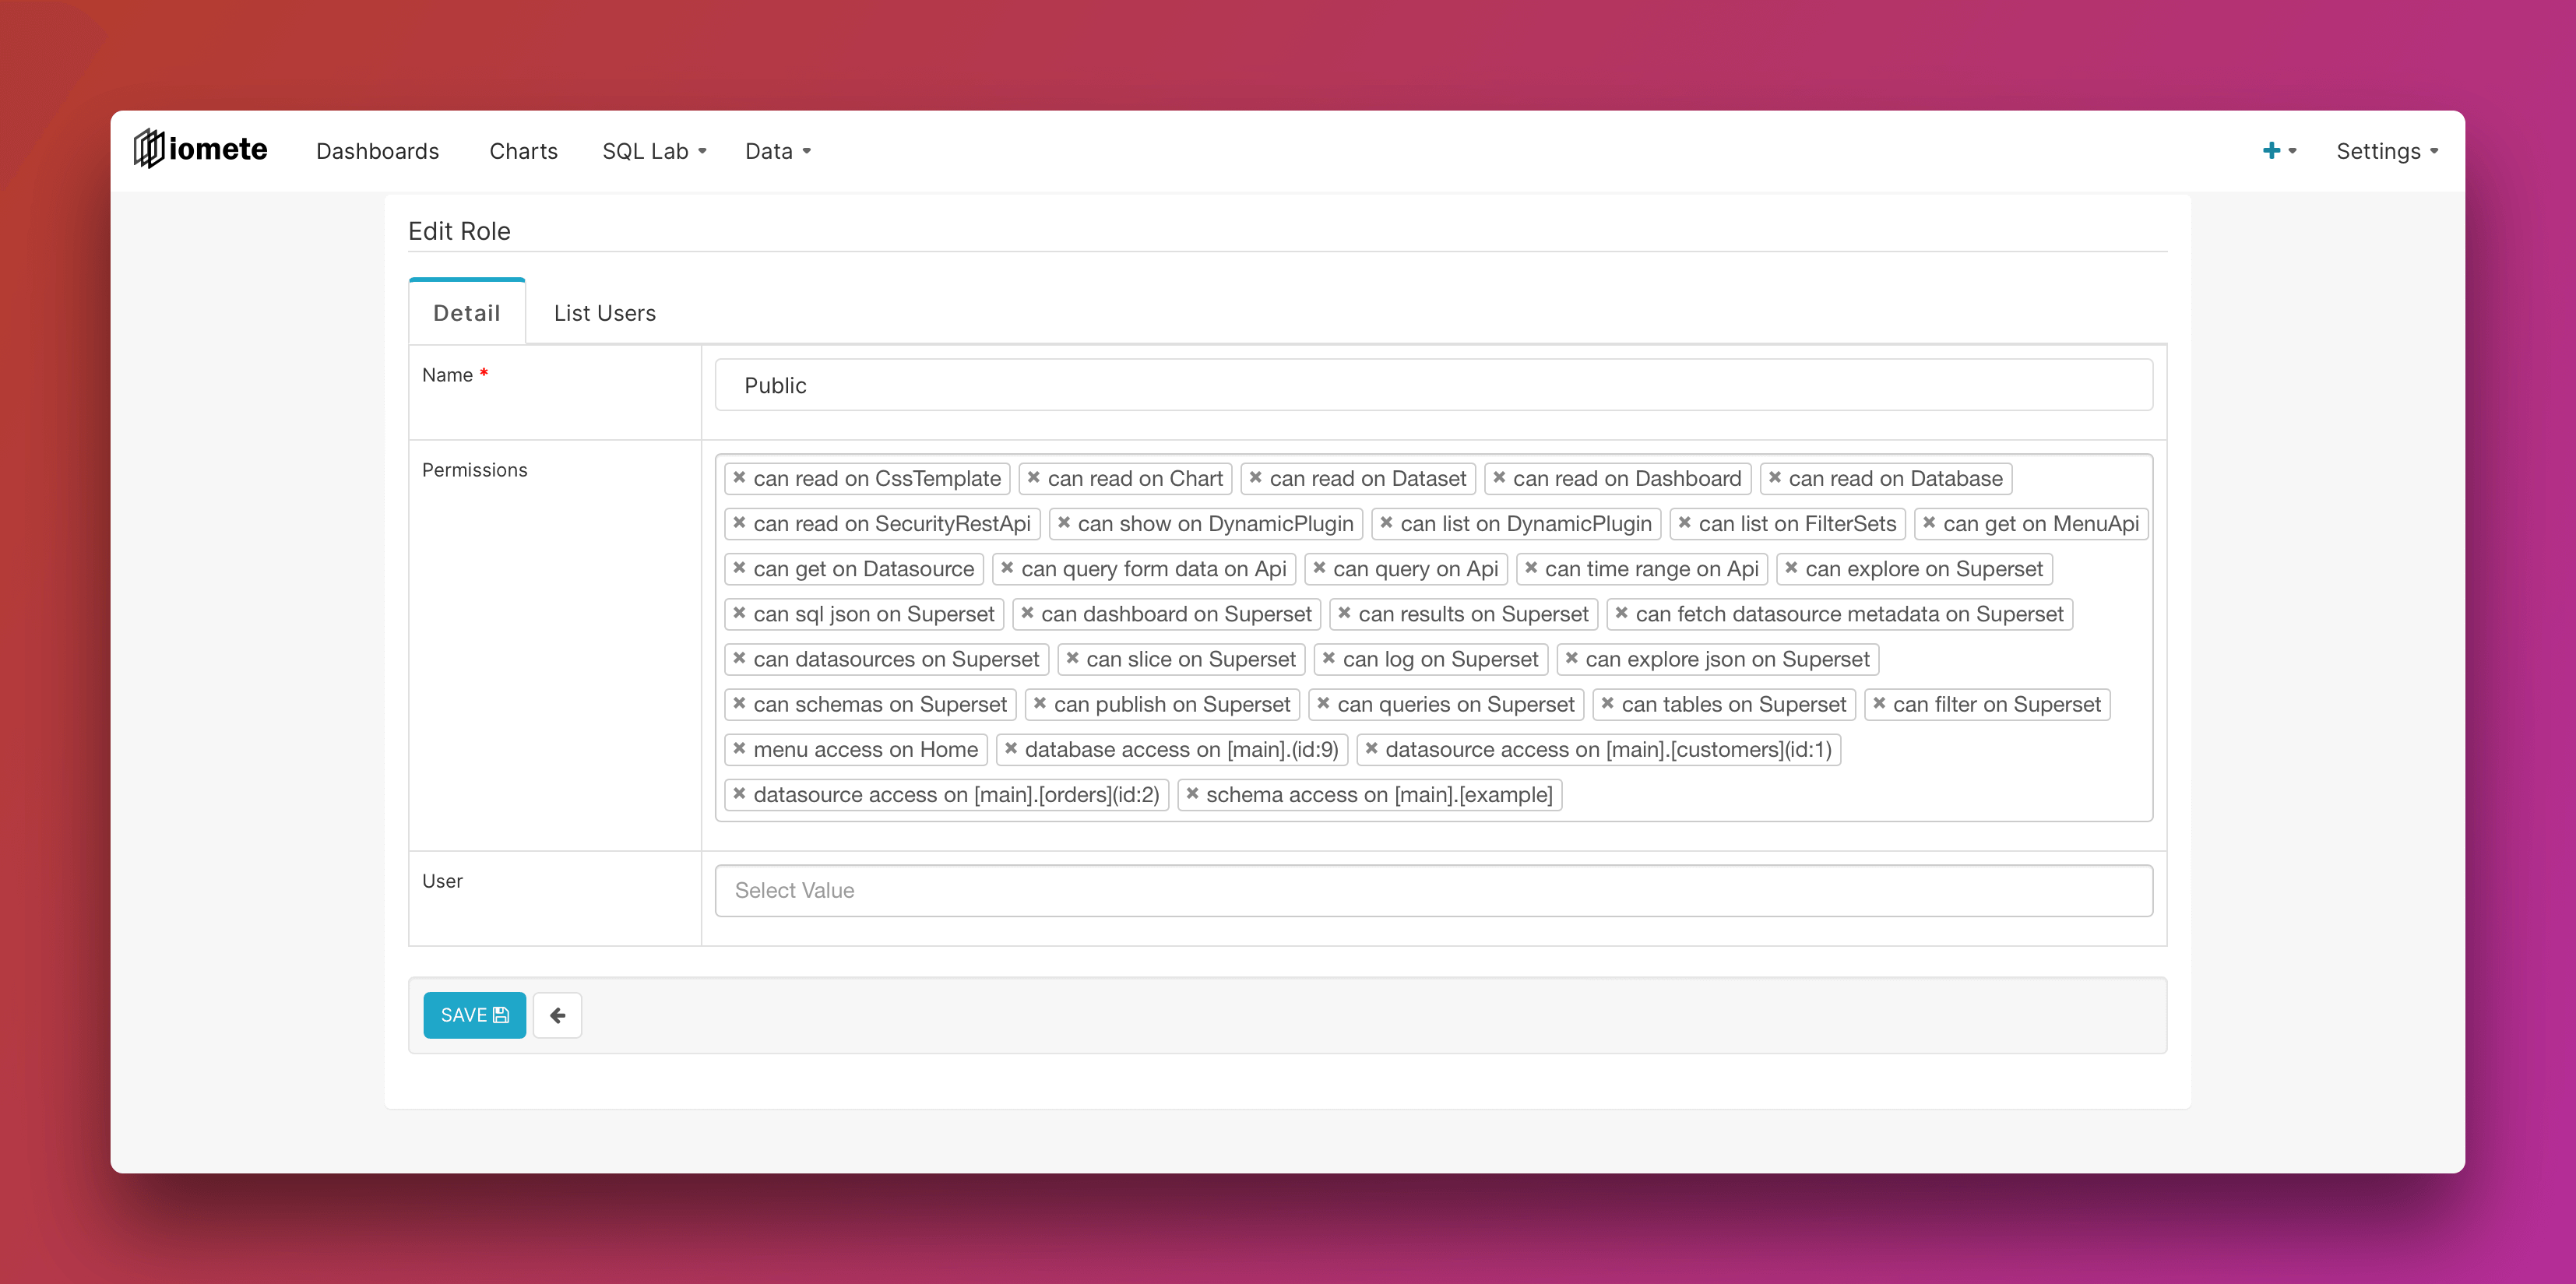 iomete Dashboards Charts SQL Lab Data + Settings
Edit Role
Detail List Users
Name * Public
Permissions
× can read on CssTemplate × can read on Chart × can read on Dataset × can read on Dashboard × can read on Database
× can read on SecurityRestApi × can show on DynamicPlugin × can list on DynamicPlugin × can list on FilterSets × can get on MenuApi
× can get on Datasource × can query form data on Api × can query on Api × can time range on Api × can explore on Superset
× can sql json on Superset × can dashboard on Superset × can results on Superset × can fetch datasource metadata on Superset
× can datasources on Superset × can slice on Superset × can log on Superset × can explore json on Superset
× can schemas on Superset × can publish on Superset × can queries on Superset × can tables on Superset × can filter on Superset
× menu access on Home × database access on [main].(id:9) × datasource access on [main].[customers](id:1)
× datasource access on [main].[orders](id:2) × schema access on [main].[example]
User Select Value
SAVE